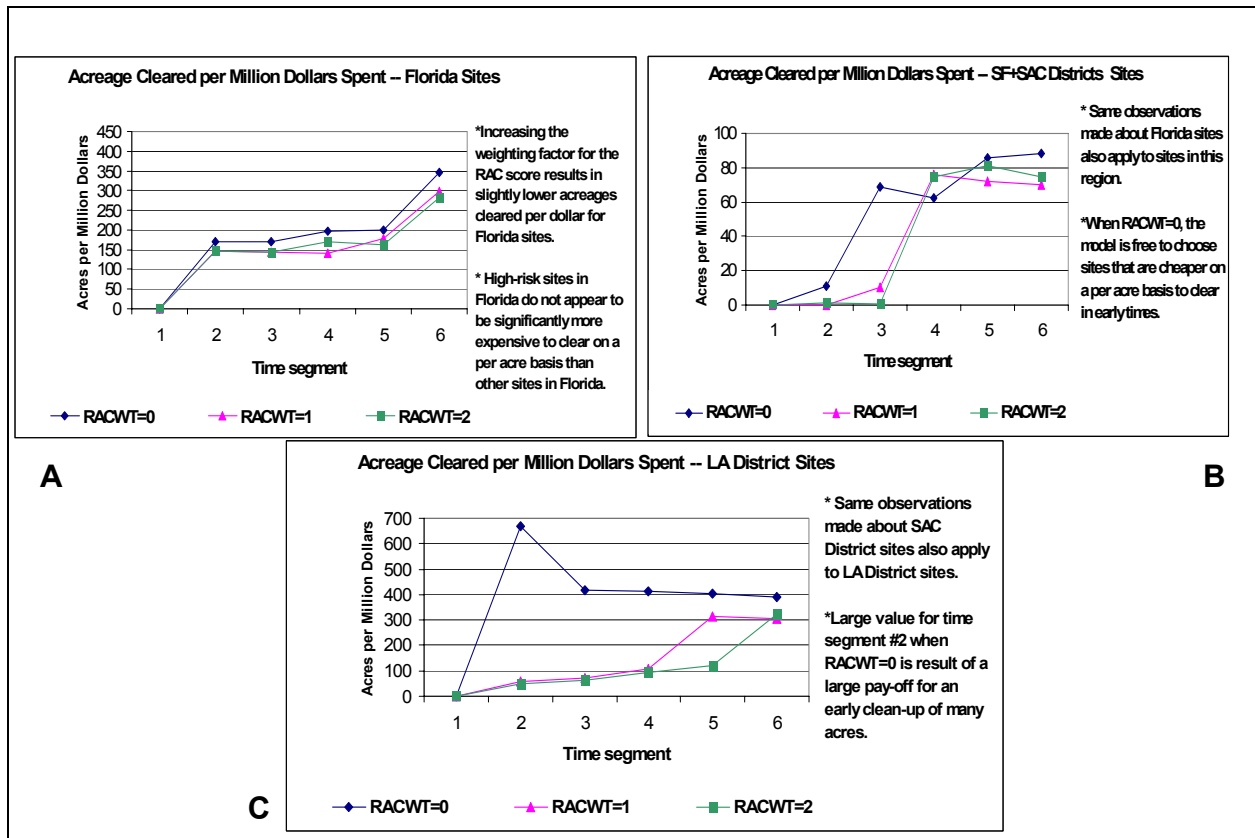 Acreage Cleared per Million Dollars Spent -- Florida Sites
Acres per Million Dollars
450
400
350
300
250
200
150
100
50
0
1 2 3 4 5 6
Time segment
*Increasing the
weighting factor for the
RAC score results in
slightly lower acreages
cleared per dollar for
Florida sites.
* High-risk sites in
Florida do not appear to
be significantly more
expensive to clear on a
per acre basis than
other sites in Florida.
RACWT=0 RACWT=1 RACWT=2
A
Acreage Cleared per Million Dollars Spent -- SF+SAC Districts Sites
Acres per Million Dollars
100
80
60
40
20
0
1 2 3 4 5 6
Time segment
* Same observations
made about Florida sites
also apply to sites in this
region.
*When RACWT=0, the
model is free to choose
sites that are cheaper on
a per acre basis to clear
in early times.
RACWT=0 RACWT=1 RACWT=2
B
Acreage Cleared per Million Dollars Spent -- LA District Sites
Acres per Million Dollars
700
600
500
400
300
200
100
0
1 2 3 4 5 6
Time segment
* Same observations
made about SAC
District sites also apply
to LA District sites.
*Large value for time
segment #2 when
RACWT=0 is result of a
large pay-off for an
early clean-up of many
acres.
RACWT=0 RACWT=1 RACWT=2
C